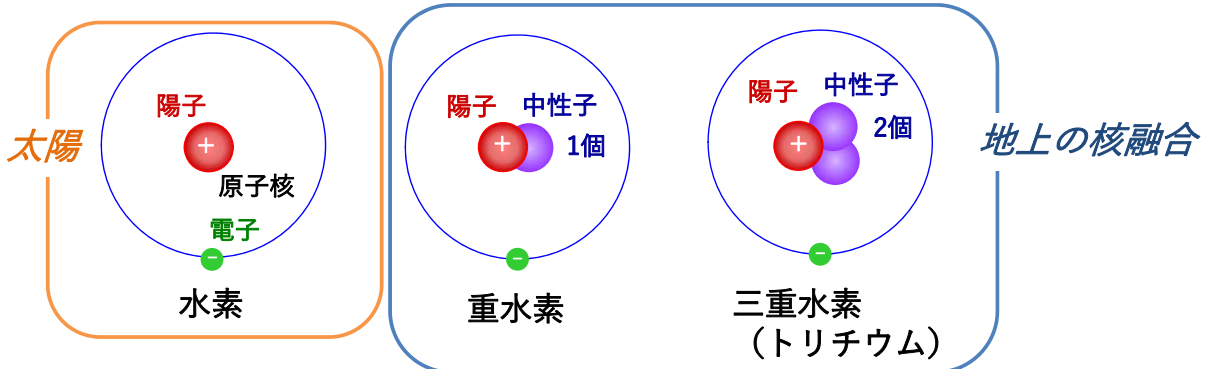 太陽
陽子
+
原子核
電子
−
水素
陽子
中性子
+
1個
−
重水素
陽子
中性子
2個
+
−
三重水素
（トリチウム）
地上の核融合